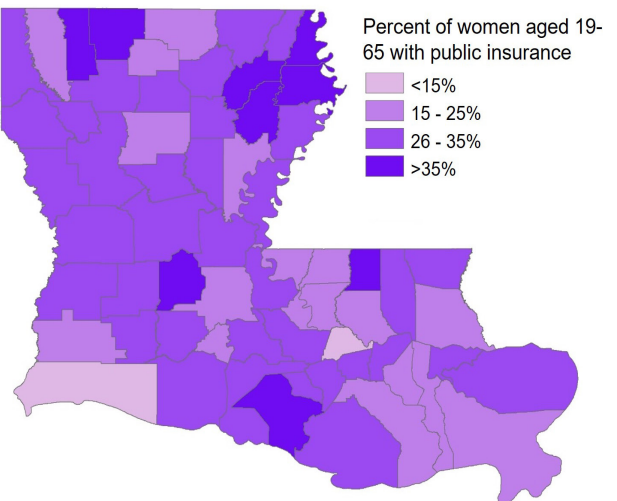 Percent of women aged 19-
65 with public insurance
<15%
15 - 25%
26 - 35%
>35%